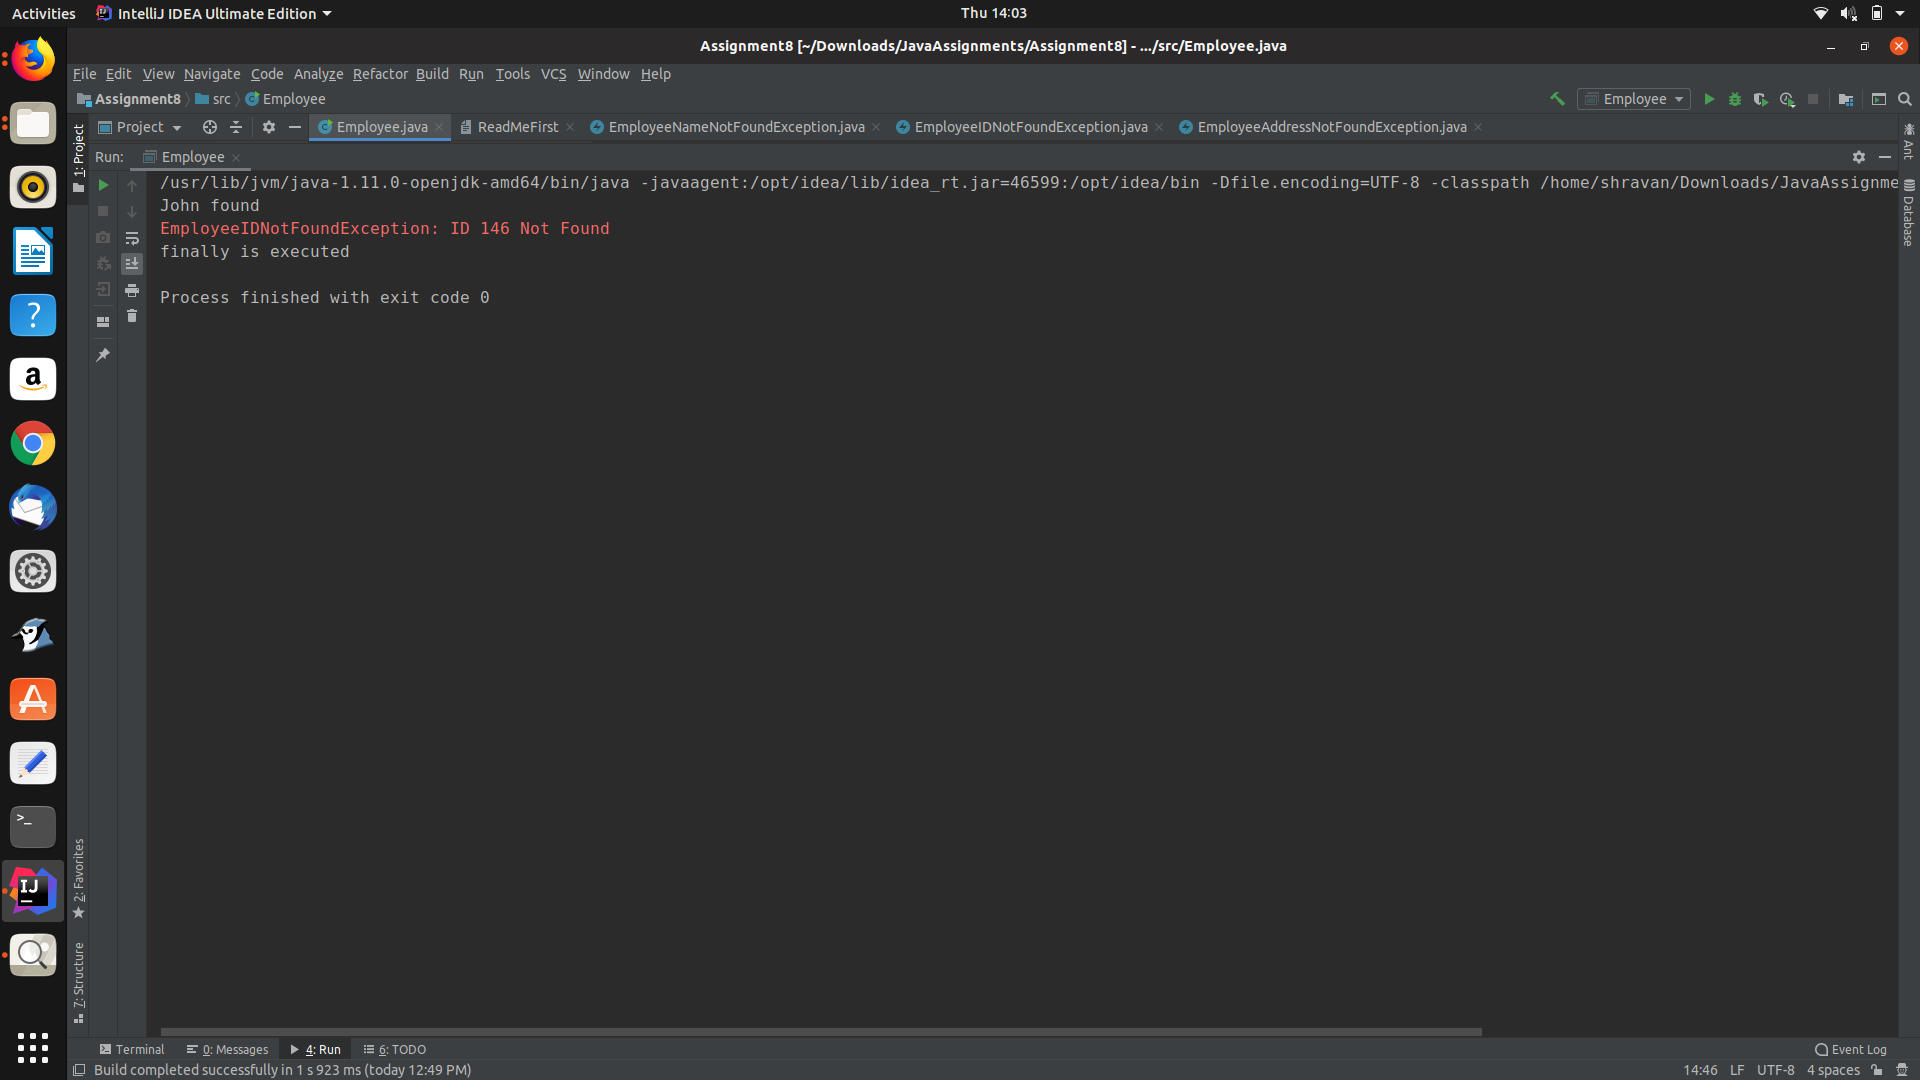 Activities IntelliJ IDEA Ultimate Edition Thu 14:03
Assignment8 [~/Downloads/JavaAssignments/Assignment8] - .../src/Employee.java
File Edit View Navigate Code Analyze Refactor Build Run Tools VCS Window Help
Assignment8 src Employee Employee
Project Employee.java ReadMeFirst EmployeeNameNotFoundException.java EmployeeIDNotFoundException.java EmployeeAddressNotFoundException.java
Run: Employee
/usr/lib/jvm/java-1.11.0-openjdk-amd64/bin/java -javaagent:/opt/idea/lib/idea_rt.jar=46599:/opt/idea/bin -Dfile.encoding=UTF-8 -classpath /home/shravan/Downloads/JavaAssignme
John found
EmployeeIDNotFoundException: ID 146 Not Found
finally is executed
Process finished with exit code 0
1: Project
2: Favorites
7: Structure
Ant
Database
?
a
A
>_
IJ
Terminal 0: Messages 4: Run 6: TODO Event Log
Build completed successfully in 1 s 923 ms (today 12:49 PM) 14:46 LF UTF-8 4 spaces